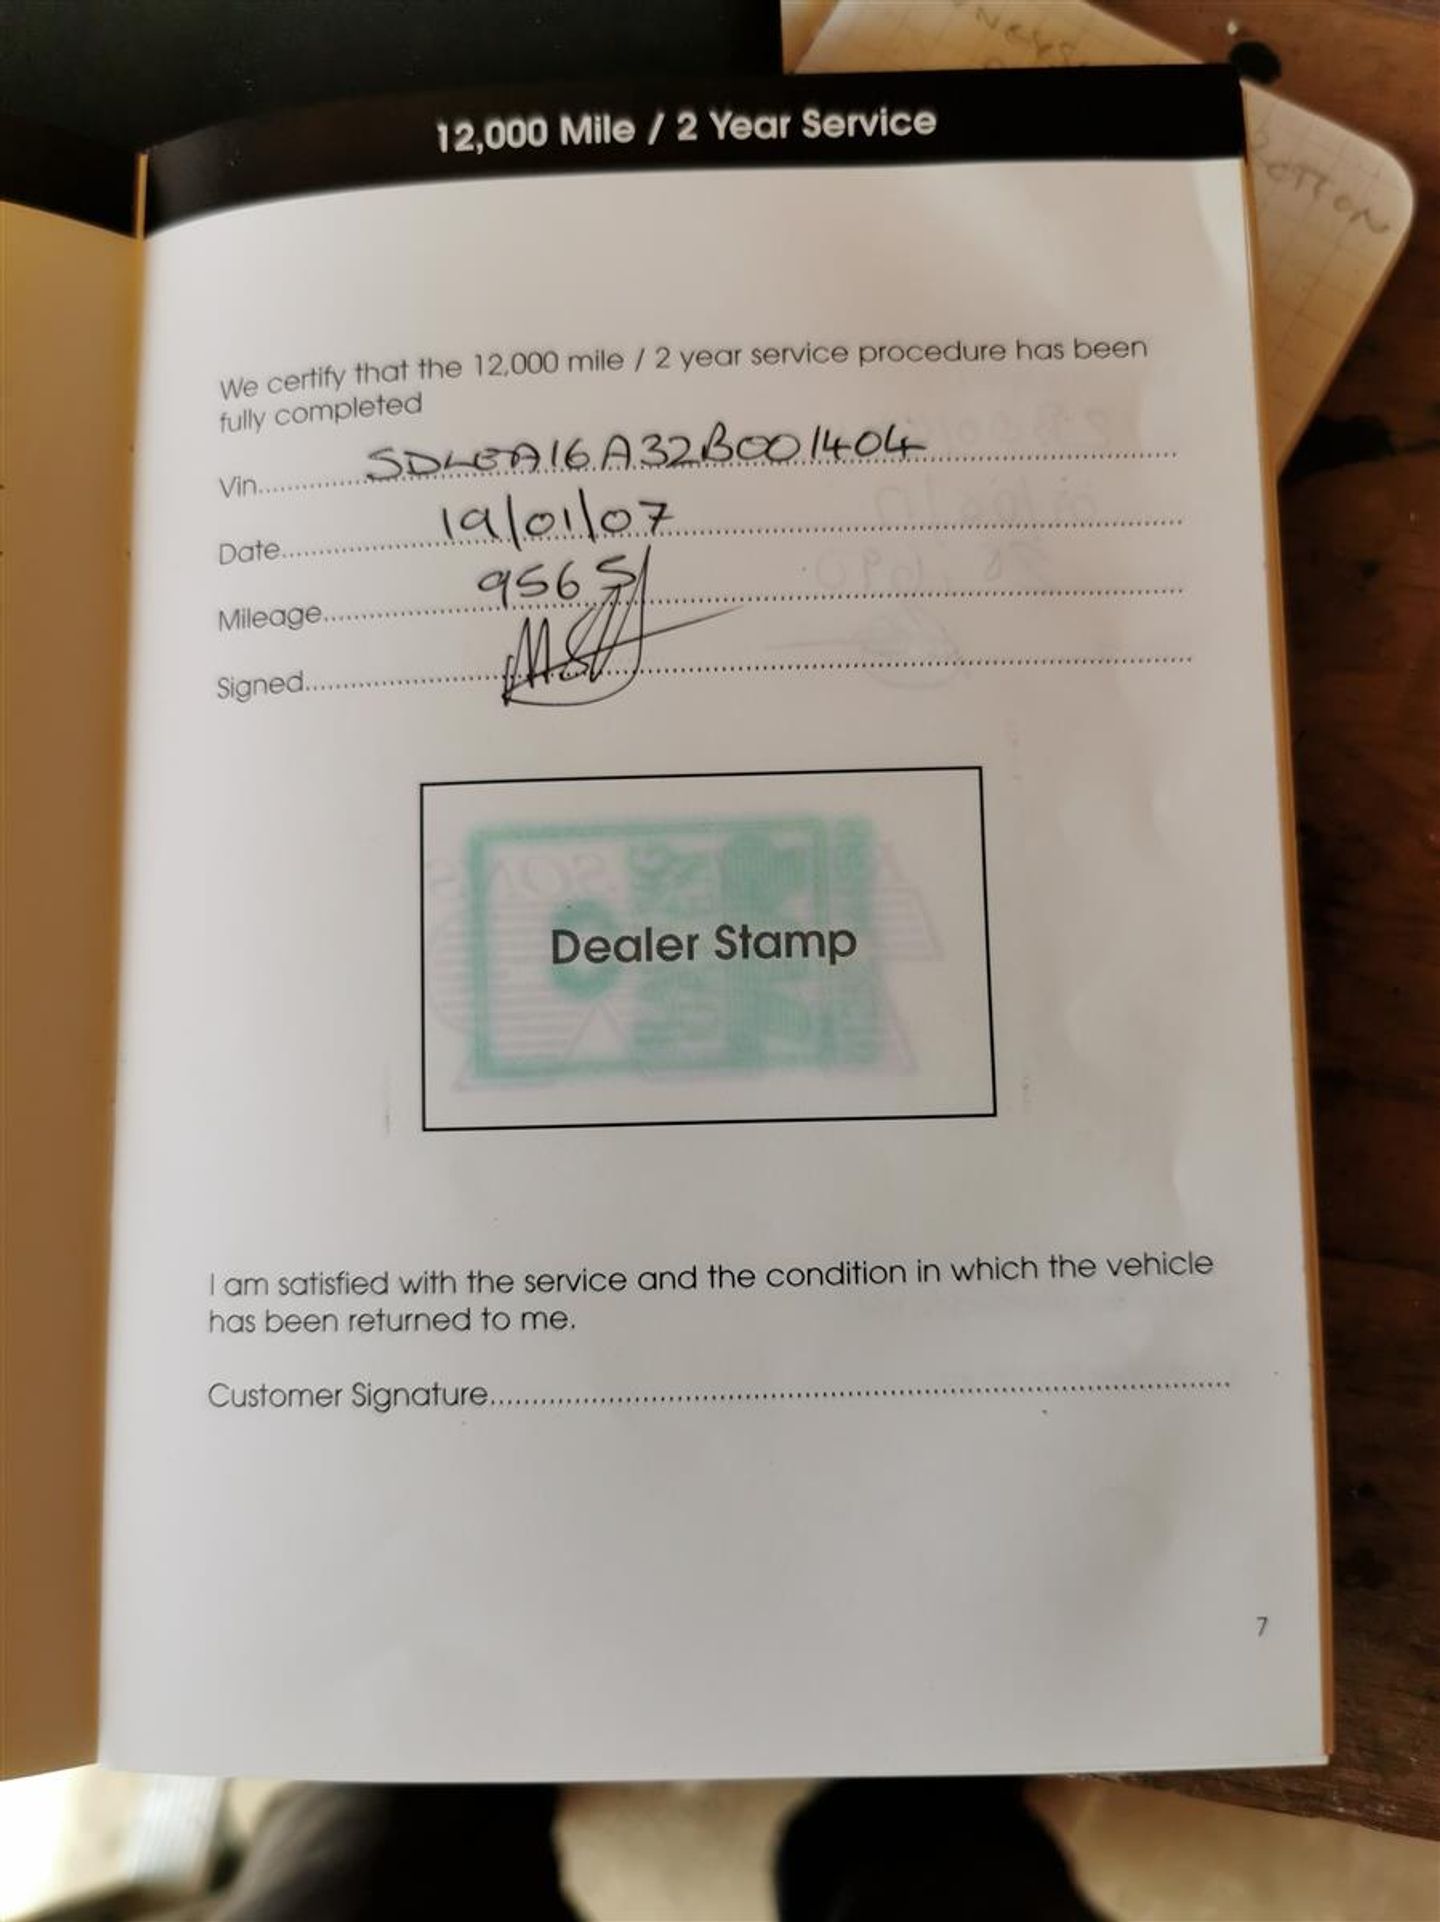 12,000 Mile / 2 Year Service
We certify that the 12,000 mile / 2 year service procedure has been
fully completed
Vin.......... SDLEA16A32B001404
Date.......... 19/01/07
Mileage.......... 9565
Signed..........
Dealer Stamp
I am satisfied with the service and the condition in which the vehicle
has been returned to me.
Customer Signature..........
7